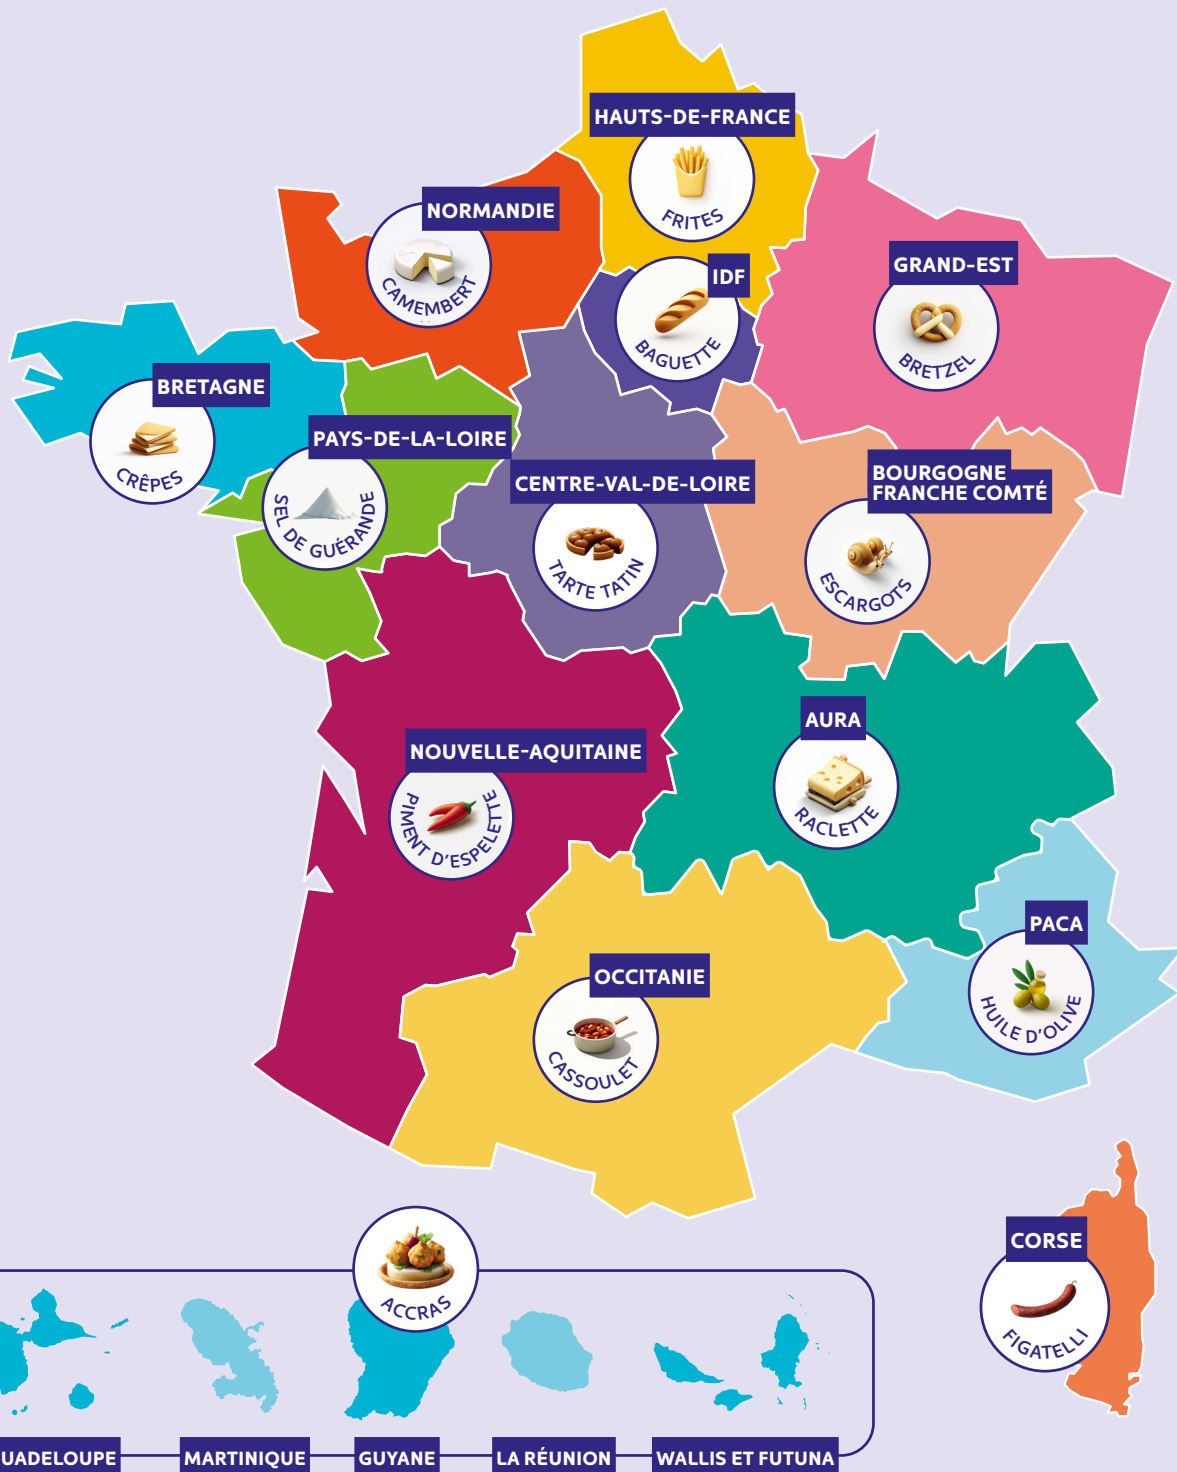 HAUTS-DE-FRANCE
FRITES
NORMANDIE
CAMEMBERT
IDF
BAGUETTE
GRAND-EST
BRETZEL
BRETAGNE
CRÊPES
PAYS-DE-LA-LOIRE
SEL DE GUÉRANDE
CENTRE-VAL-DE-LOIRE
TARTE TATIN
BOURGOGNE
FRANCHE COMTÉ
ESCARGOTS
AURA
RACLETTE
NOUVELLE-AQUITAINE
PIMENT D'ESPELETTE
PACA
HUILE D'OLIVE
OCCITANIE
CASSOULET
CORSE
FIGATELLI
ACCRAS
UADELOUPE
MARTINIQUE
GUYANE
LA RÉUNION
WALLIS ET FUTUNA